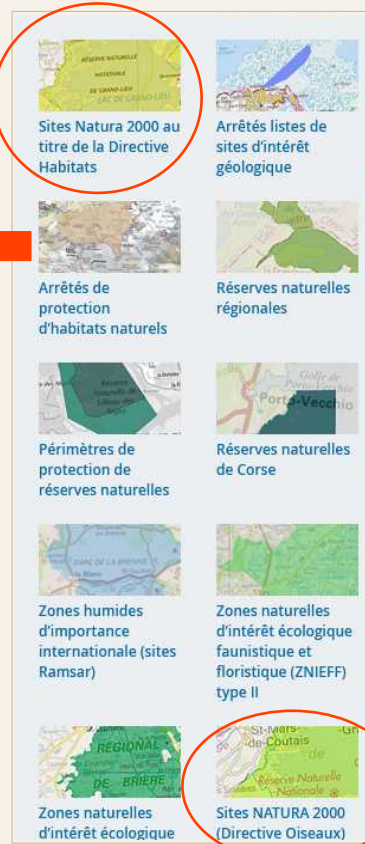 RÉSERVE NATURELLE
NATIONALE
DE GRAND-LIEU
LAC DE GRAND-LIEU
Sites Natura 2000 au
titre de la Directive
Habitats
Arrêtés listes de
sites d'intérêt
géologique
Arrêtés de
protection
d'habitats naturels
Réserves naturelles
régionales
Périmètres de
protection de
réserves naturelles
Golfe de
Porto-Vecchio
Porto-Vecchio
Réserves naturelles
de Corse
PARC DE LA BRENNE
le Blanc
Zones humides
d'importance
internationale (sites
Ramsar)
Zones naturelles
d'intérêt écologique
faunistique et
floristique (ZNIEFF)
type II
RÉGIONAL
DE BRIÈRE
Zones naturelles
d'intérêt écologique
St-Mars-
de-Coutais
Réserve Naturelle
Nationale
Sites NATURA 2000
(Directive Oiseaux)